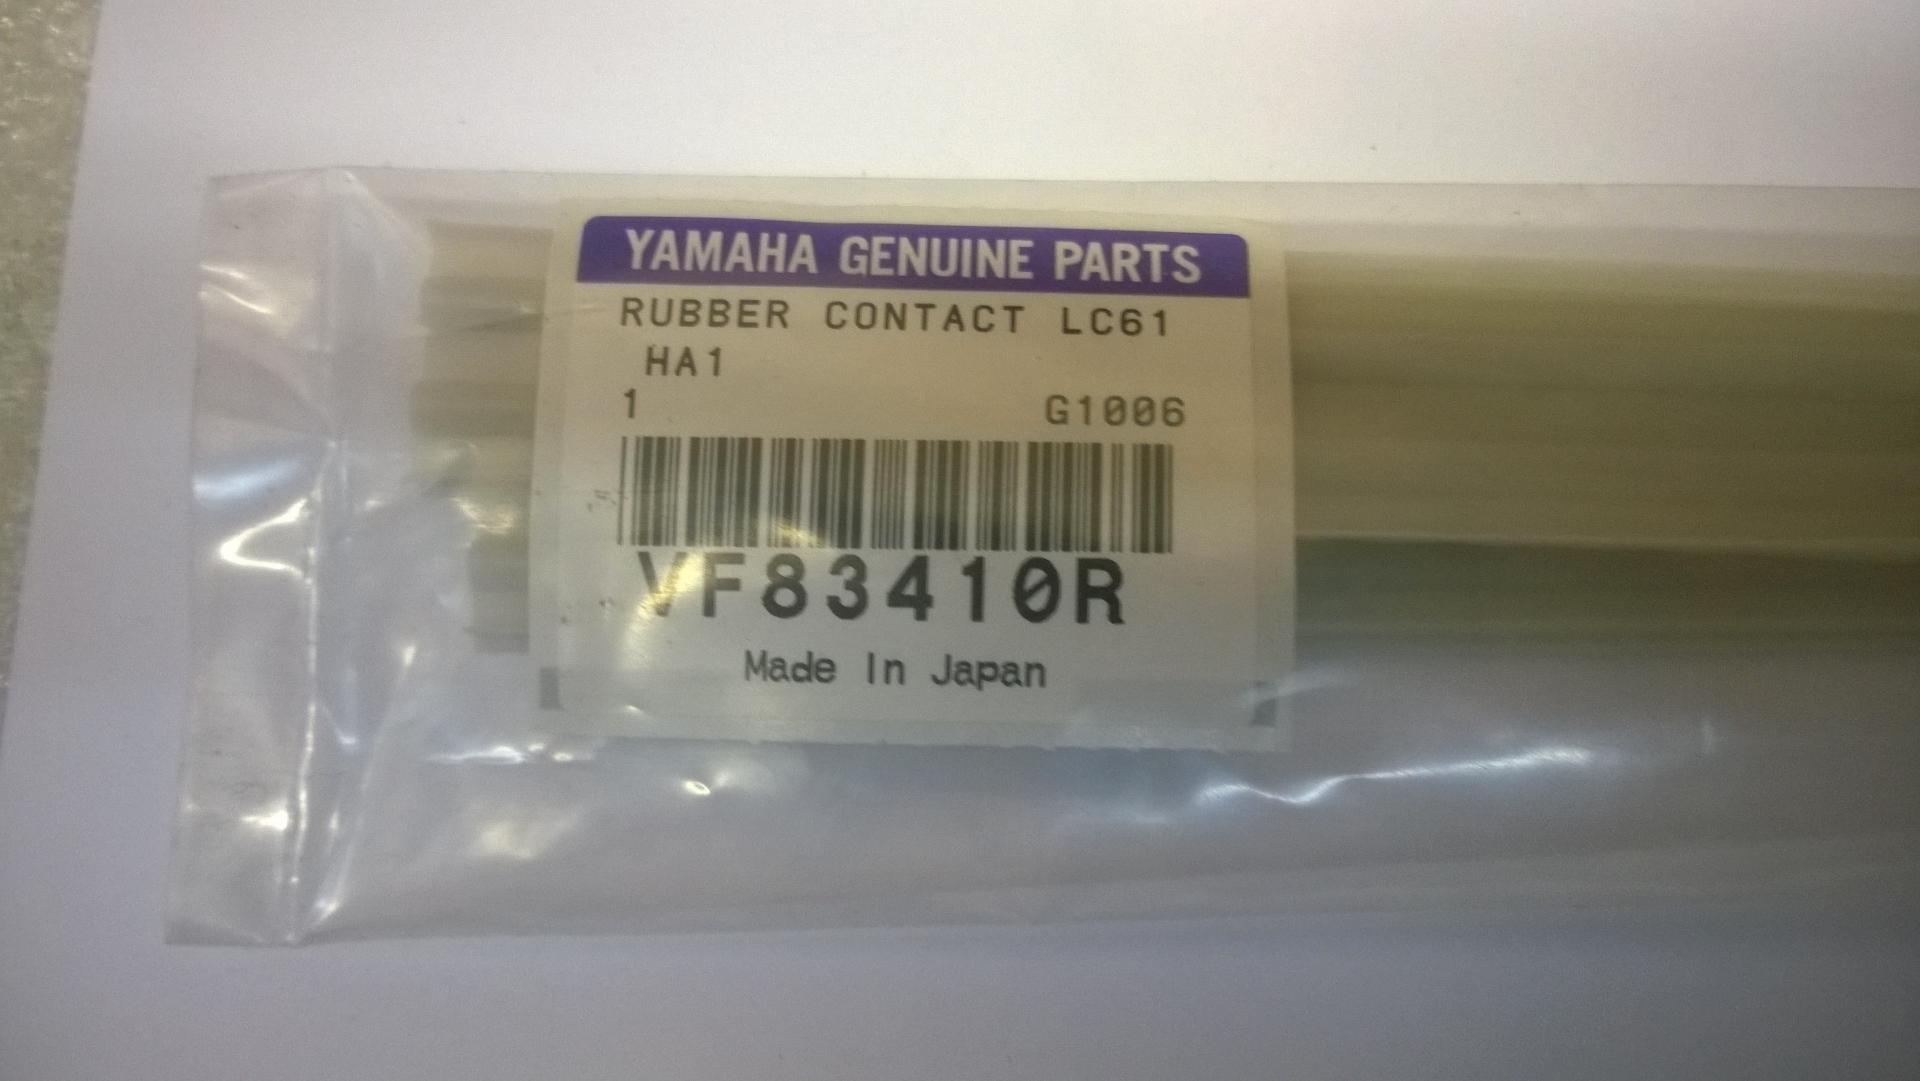 YAMAHA GENUINE PARTS
RUBBER CONTACT LC61
HA1
1 G1006
VF83410R
Made In Japan